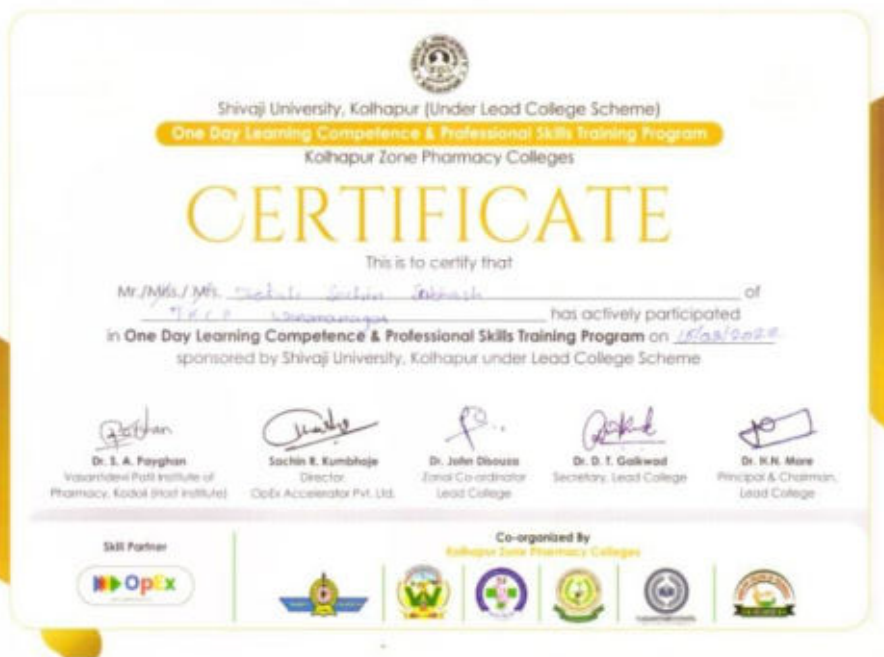 Shivaji University, Kolhapur (Under Lead College Scheme)
One Day Learning Competence & Professional Skills Training Program
Kolhapur Zone Pharmacy Colleges
CERTIFICATE
This is to certify that
Mr./Miss./ Mrs. Sachin of
has actively participated
in One Day Learning Competence & Professional Skills Training Program on
sponsored by Shivaji University, Kolhapur under Lead College Scheme
Dr. S. A. Payghan
Vasantidevi Patil Institute of
Pharmacy, Kodoli (Host Institute)
Sachin R. Kumbhoje
Director
OpEx Accelerator Pvt. Ltd.
Dr. John Disouza
Zonal Co-ordinator
Lead College
Dr. D. T. Gaikwad
Secretary, Lead College
Dr. H.N. More
Principal & Chairman,
Lead College
Skill Partner
OpEx
Co-organized By
Kolhapur Zone Pharmacy Colleges